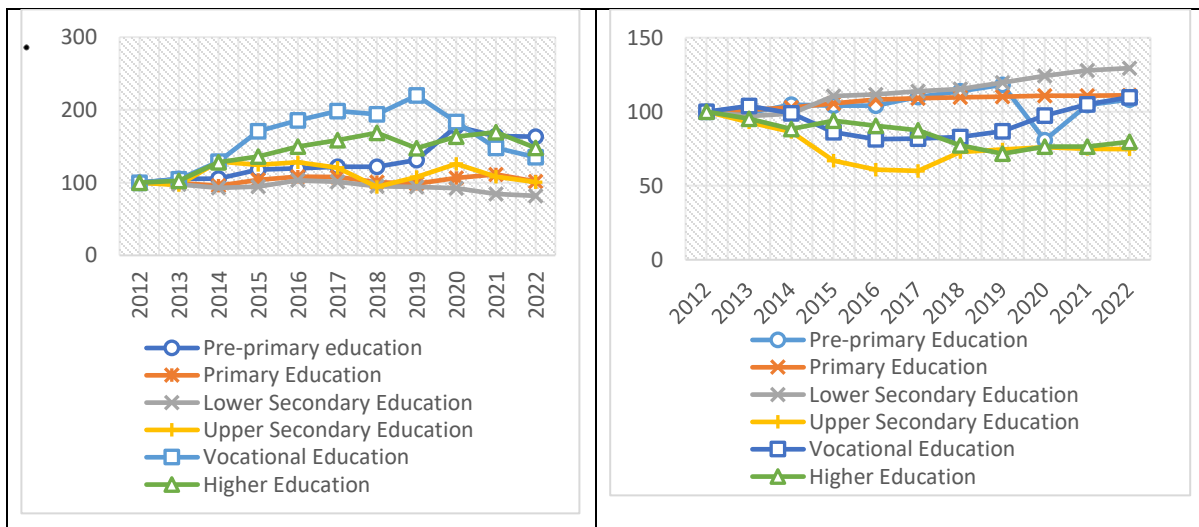 300
200
100
0
2012 2013 2014 2015 2016 2017 2018 2019 2020 2021 2022
Pre-primary education
Primary Education
Lower Secondary Education
Upper Secondary Education
Vocational Education
Higher Education
150
100
50
0
2012 2013 2014 2015 2016 2017 2018 2019 2020 2021 2022
Pre-primary Education
Primary Education
Lower Secondary Education
Upper Secondary Education
Vocational Education
Higher Education